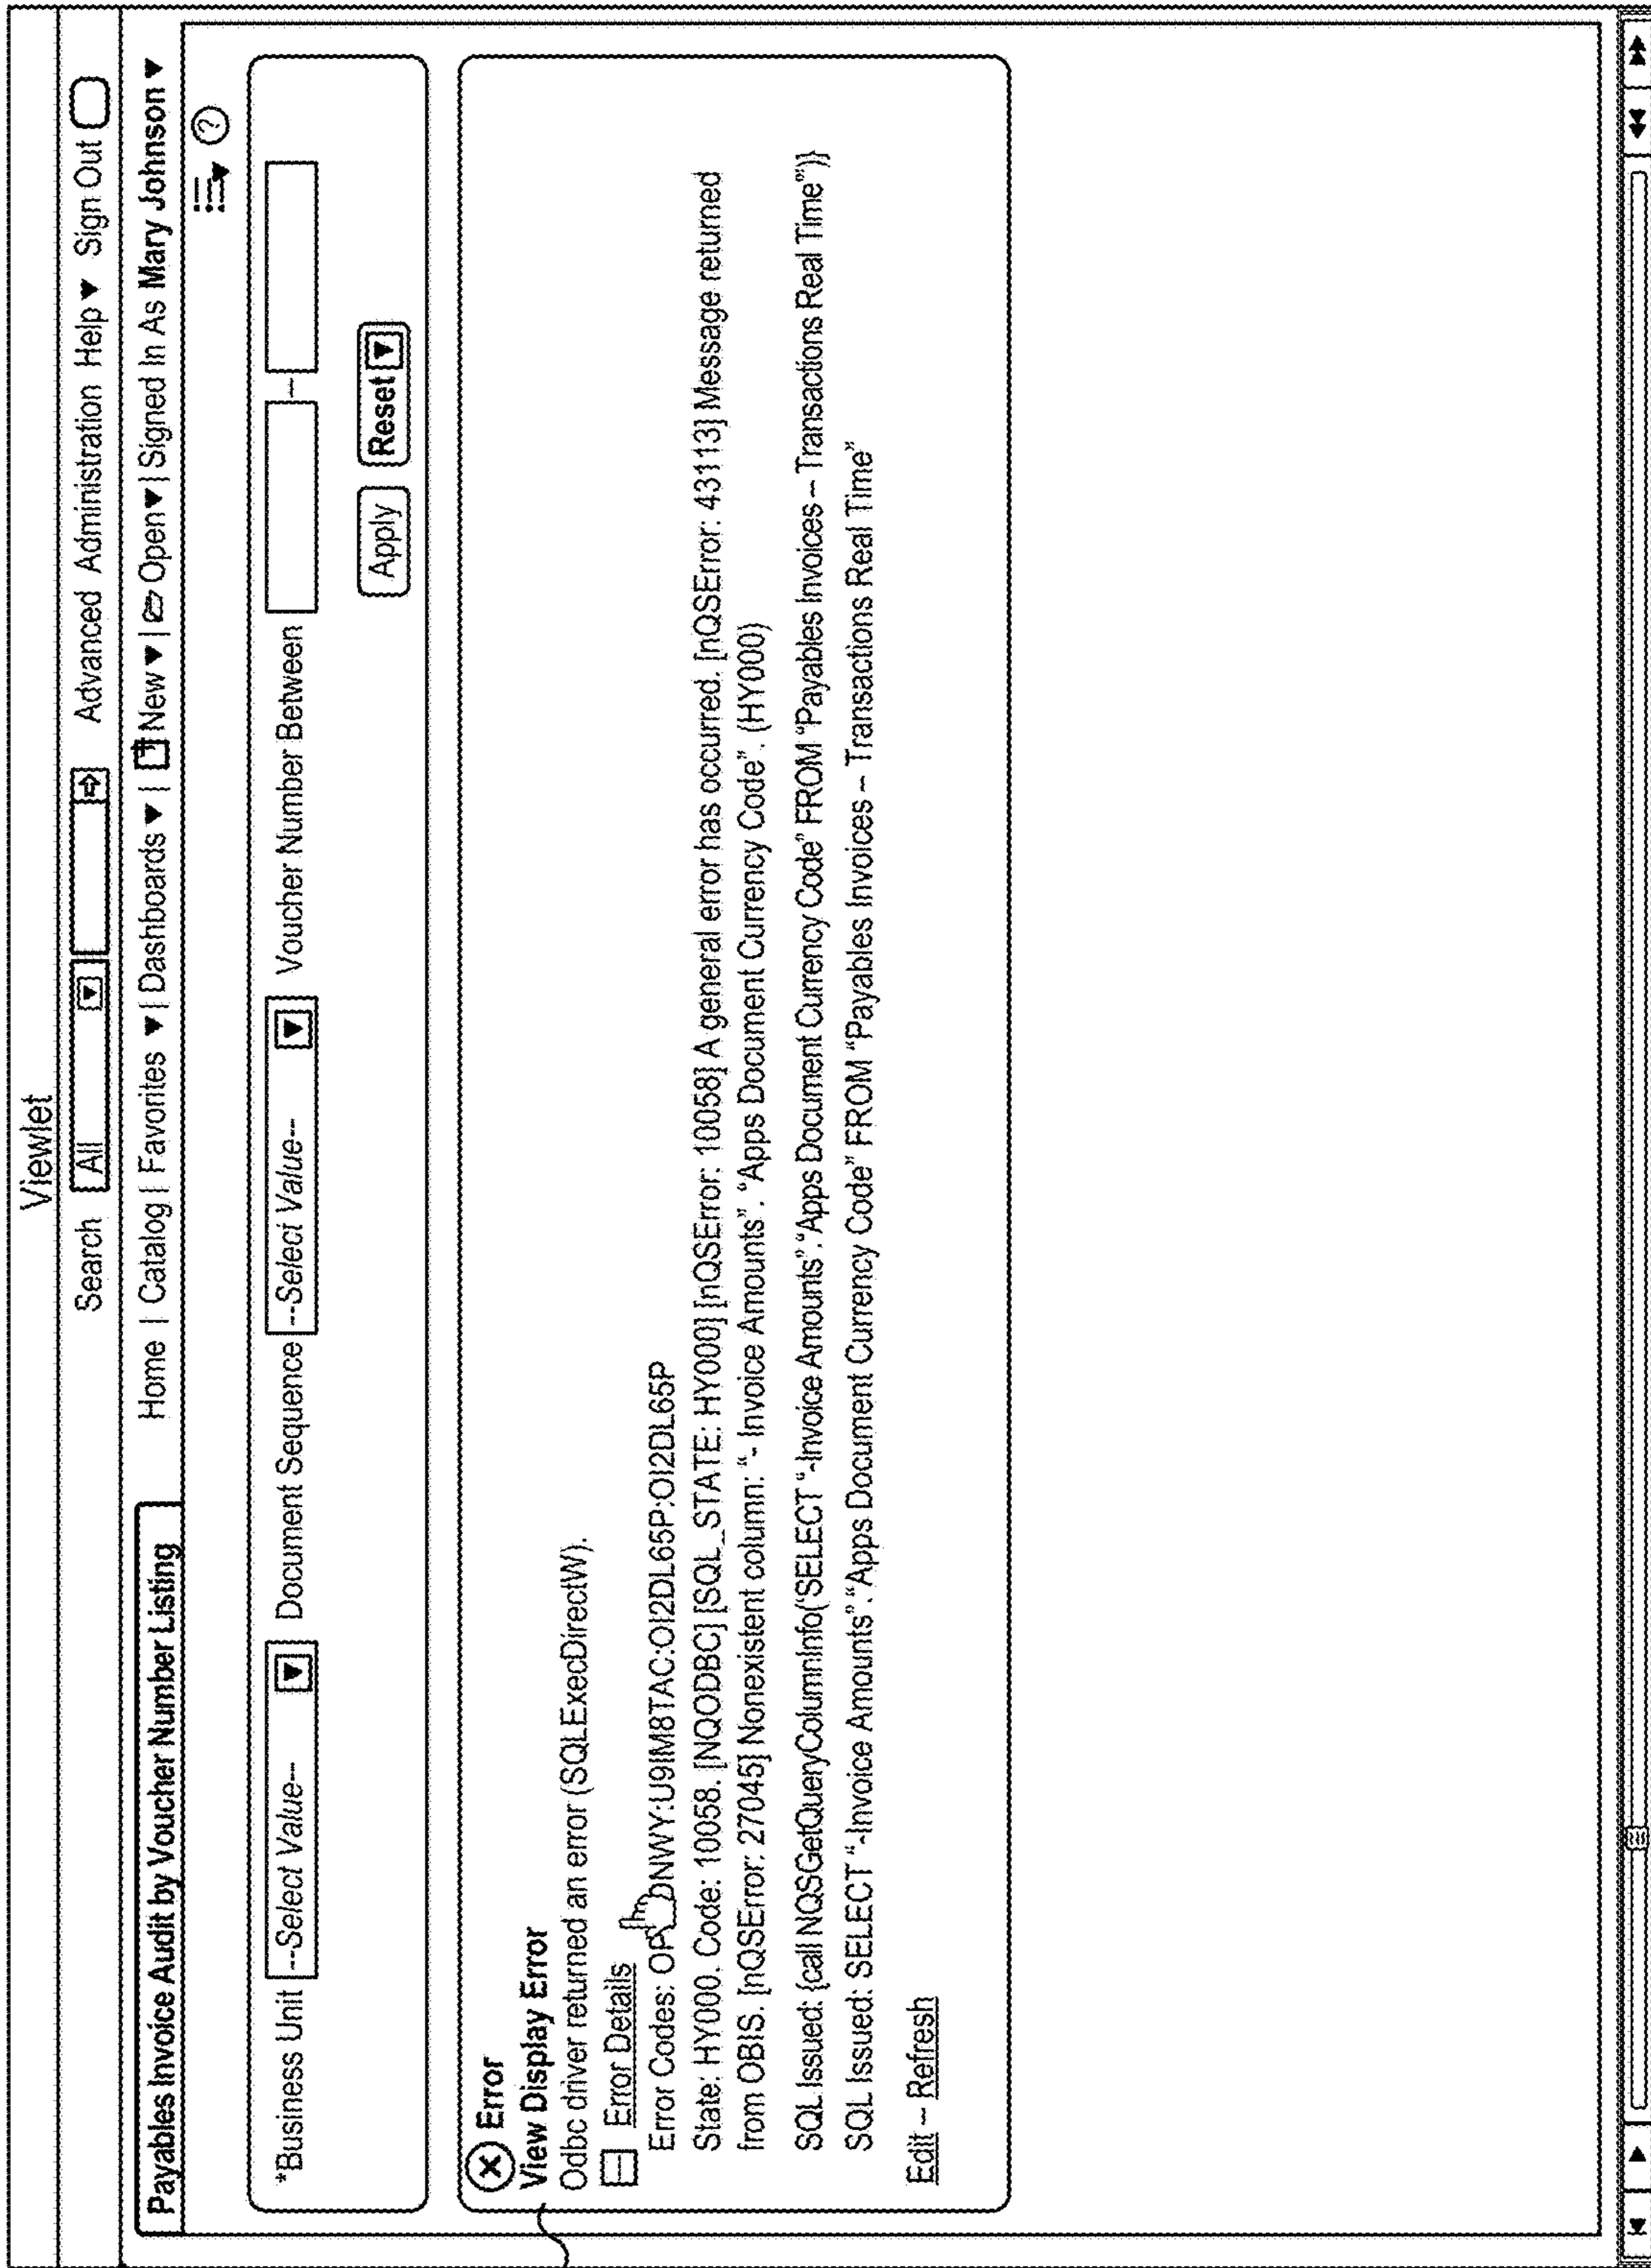 Viewlet
Search All Advanced Administration Help ▼ Sign Out
Payables Invoice Audit by Voucher Number Listing Home | Catalog | Favorites ▼ | Dashboards ▼ | New ▼ | Open ▼ | Signed In As Mary Johnson ▼
*Business Unit --Select Value-- Document Sequence --Select Value-- Voucher Number Between –
Apply Reset
Error
View Display Error
Odbc driver returned an error (SQLExecDirectW).
Error Details
Error Codes: DNWY:U9IM8TAC:OI2DL65P:OI2DL65P
State: HY000. Code: 10058. [NQODBC] [SQL_STATE: HY000] [nQSError: 10058] A general error has occurred. [nQSError: 43113] Message returned
from OBIS. [nQSError: 27045] Nonexistent column: “- Invoice Amounts”. “Apps Document Currency Code”. (HY000)
SQL Issued: {call NQSGetQueryColumnInfo(‘SELECT “-Invoice Amounts”.“Apps Document Currency Code” FROM “Payables Invoices – Transactions Real Time”’)}
SQL Issued: SELECT “-Invoice Amounts”.“Apps Document Currency Code” FROM “Payables Invoices – Transactions Real Time”
Edit – Refresh